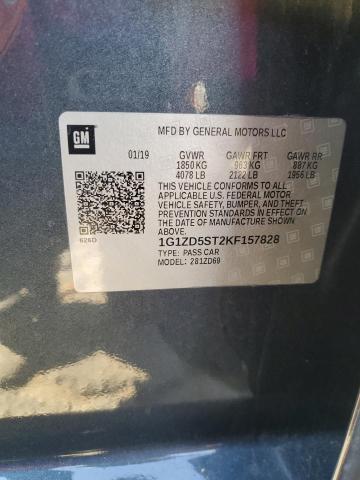 GM
MFD BY GENERAL MOTORS LLC
01/19 GVWR GAWR FRT GAWR RR
1850 KG 963 KG 887 KG
4078 LB 2122 LB 1956 LB
THIS VEHICLE CONFORMS TO ALL
APPLICABLE U.S. FEDERAL MOTOR
VEHICLE SAFETY, BUMPER, AND THEFT
PREVENTION STANDARDS IN EFFECT ON
THE DATE OF MANUFACTURE SHOWN
ABOVE.
626D
1G1ZD5ST2KF157828
TYPE: PASS CAR
MODEL: 281ZD69